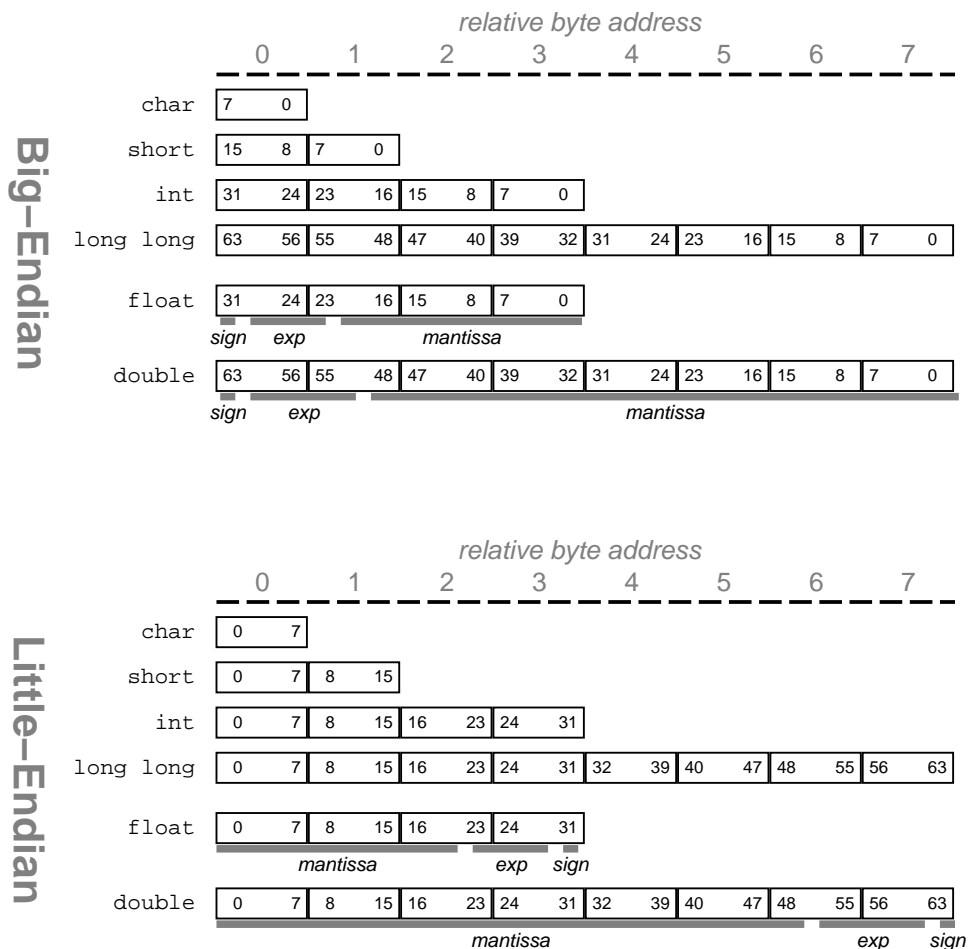 relative byte address
0 1 2 3 4 5 6 7
Big–Endian
char 7 0
short 15 8 7 0
int 31 24 23 16 15 8 7 0
long long 63 56 55 48 47 40 39 32 31 24 23 16 15 8 7 0
float 31 24 23 16 15 8 7 0
sign exp mantissa
double 63 56 55 48 47 40 39 32 31 24 23 16 15 8 7 0
sign exp mantissa
relative byte address
0 1 2 3 4 5 6 7
Little–Endian
char 0 7
short 0 7 8 15
int 0 7 8 15 16 23 24 31
long long 0 7 8 15 16 23 24 31 32 39 40 47 48 55 56 63
float 0 7 8 15 16 23 24 31
mantissa exp sign
double 0 7 8 15 16 23 24 31 32 39 40 47 48 55 56 63
mantissa exp sign